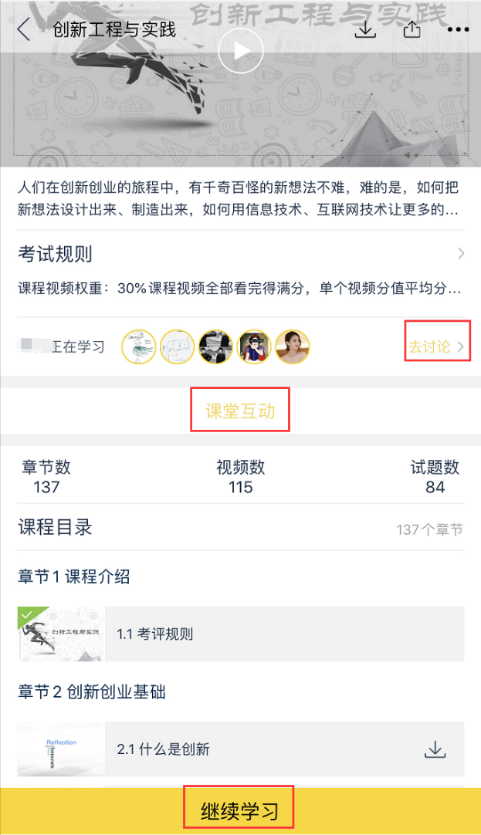 创新工程与实践
创新工程与实践
人们在创新创业的旅程中，有千奇百怪的新想法不难，难的是，如何把
新想法设计出来、制造出来，如何用信息技术、互联网技术让更多的...
考试规则
课程视频权重：30%课程视频全部看完得满分，单个视频分值平均分...
正在学习
去讨论
课堂互动
章节数 视频数 试题数
137 115 84
课程目录 137个章节
章节1 课程介绍
创新工程与实践
1.1 考评规则
章节2 创新创业基础
Reflection
2.1 什么是创新
继续学习